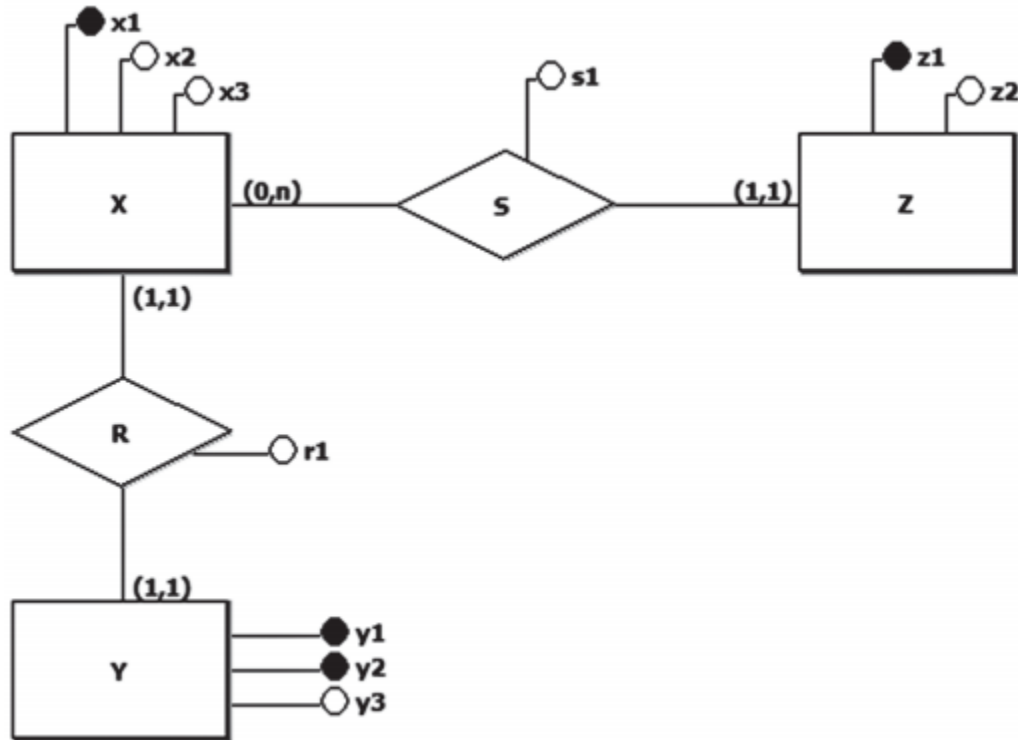 x1
x2
x3
s1
z1
z2
X
(0,n)
S
(1,1)
Z
(1,1)
R
r1
(1,1)
Y
y1
y2
y3